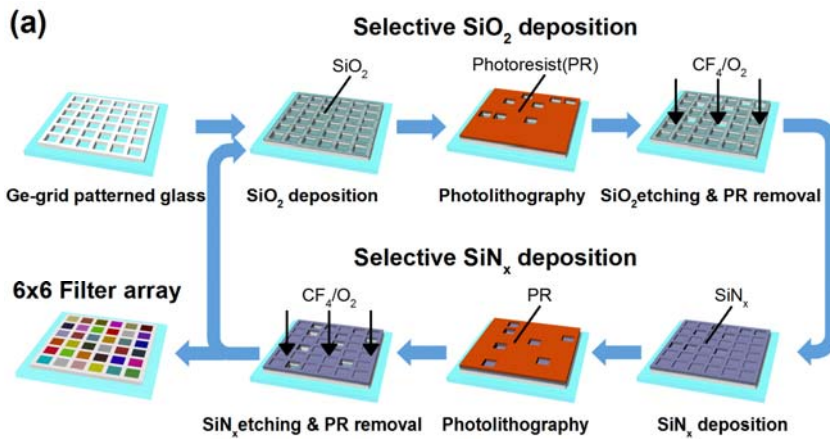 (a)
Selective SiO₂ deposition
SiO₂
Photoresist(PR)
CF₄/O₂
Ge-grid patterned glass
SiO₂ deposition
Photolithography
SiO₂etching & PR removal
Selective SiNₓ deposition
6x6 Filter array
CF₄/O₂
PR
SiNₓ
SiNₓetching & PR removal
Photolithography
SiNₓ deposition